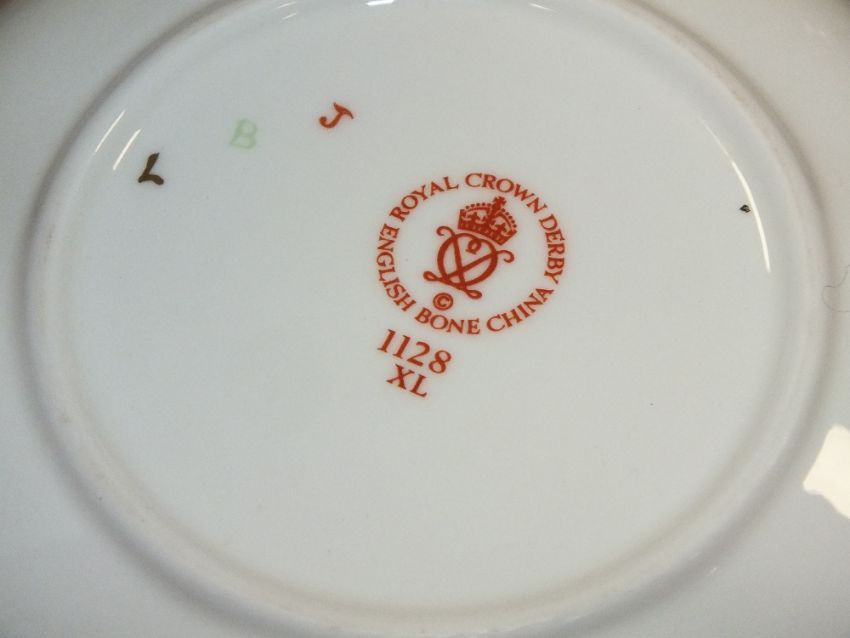 J
B
L
ROYAL CROWN DERBY
ENGLISH BONE CHINA
©
1128
XL